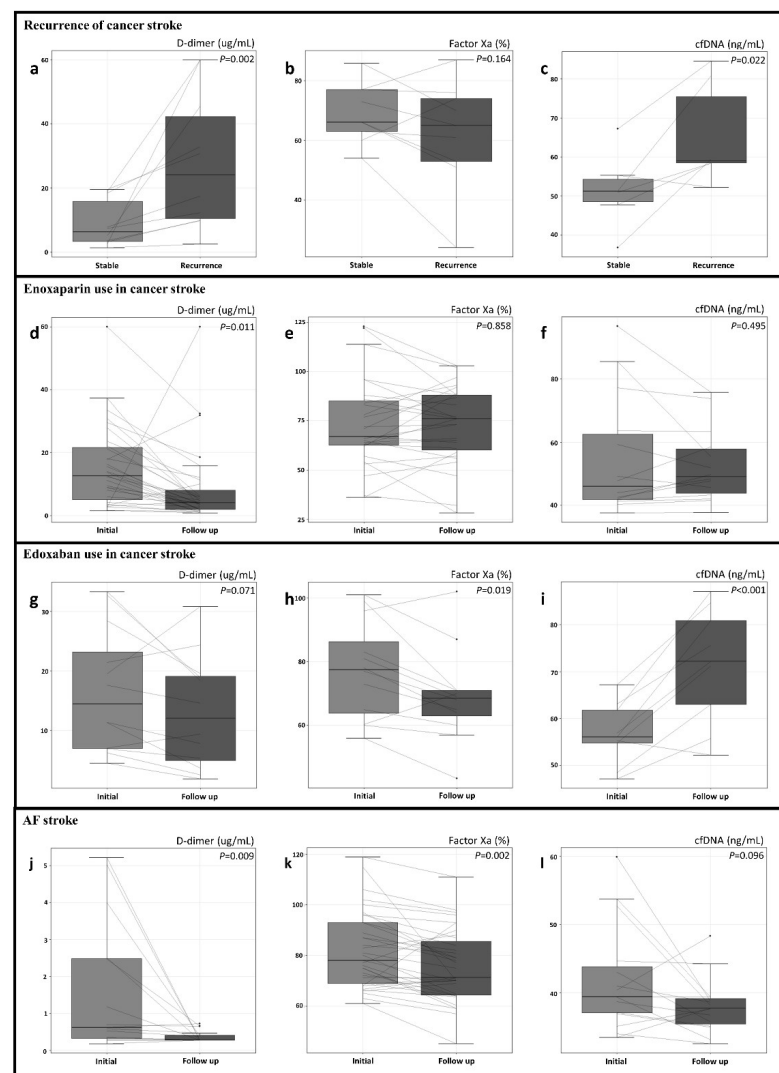 Recurrence of cancer stroke
a
D-dimer (ug/mL)
P=0.002
60
40
20
0
Stable
Recurrence
b
Factor Xa (%)
P=0.164
80
60
40
Stable
Recurrence
c
cfDNA (ng/mL)
P=0.022
80
70
60
50
40
Stable
Recurrence
Enoxaparin use in cancer stroke
d
D-dimer (ug/mL)
P=0.011
60
40
20
0
Initial
Follow up
e
Factor Xa (%)
P=0.858
125
100
75
50
25
Initial
Follow up
f
cfDNA (ng/mL)
P=0.495
80
60
40
Initial
Follow up
Edoxaban use in cancer stroke
g
D-dimer (ug/mL)
P=0.071
30
20
10
Initial
Follow up
h
Factor Xa (%)
P=0.019
100
80
60
Initial
Follow up
i
cfDNA (ng/mL)
P<0.001
80
70
60
50
Initial
Follow up
AF stroke
j
D-dimer (ug/mL)
P=0.009
5
4
3
2
1
0
Initial
Follow up
k
Factor Xa (%)
P=0.002
120
100
80
60
Initial
Follow up
l
cfDNA (ng/mL)
P=0.096
60
50
40
Initial
Follow up